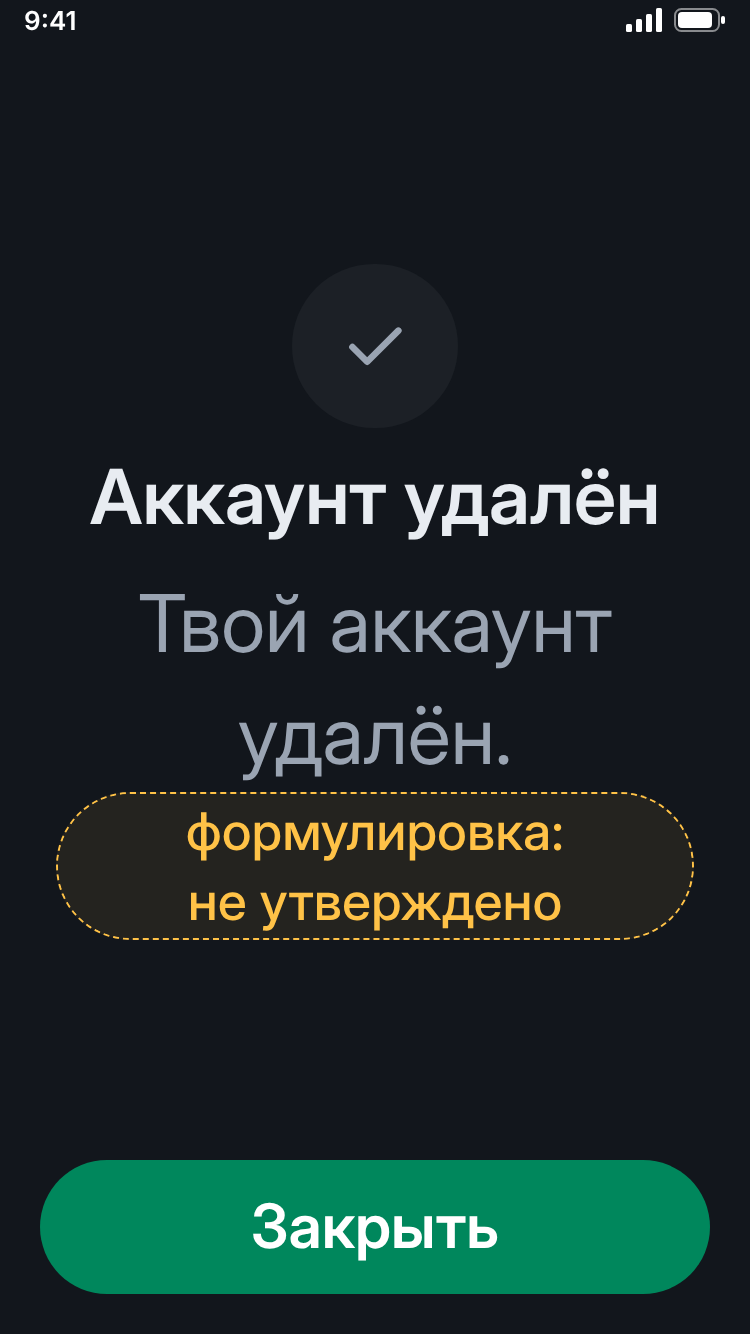 9:41
Аккаунт удалён
Твой аккаунт
удалён.
формулировка:
не утверждено
Закрыть